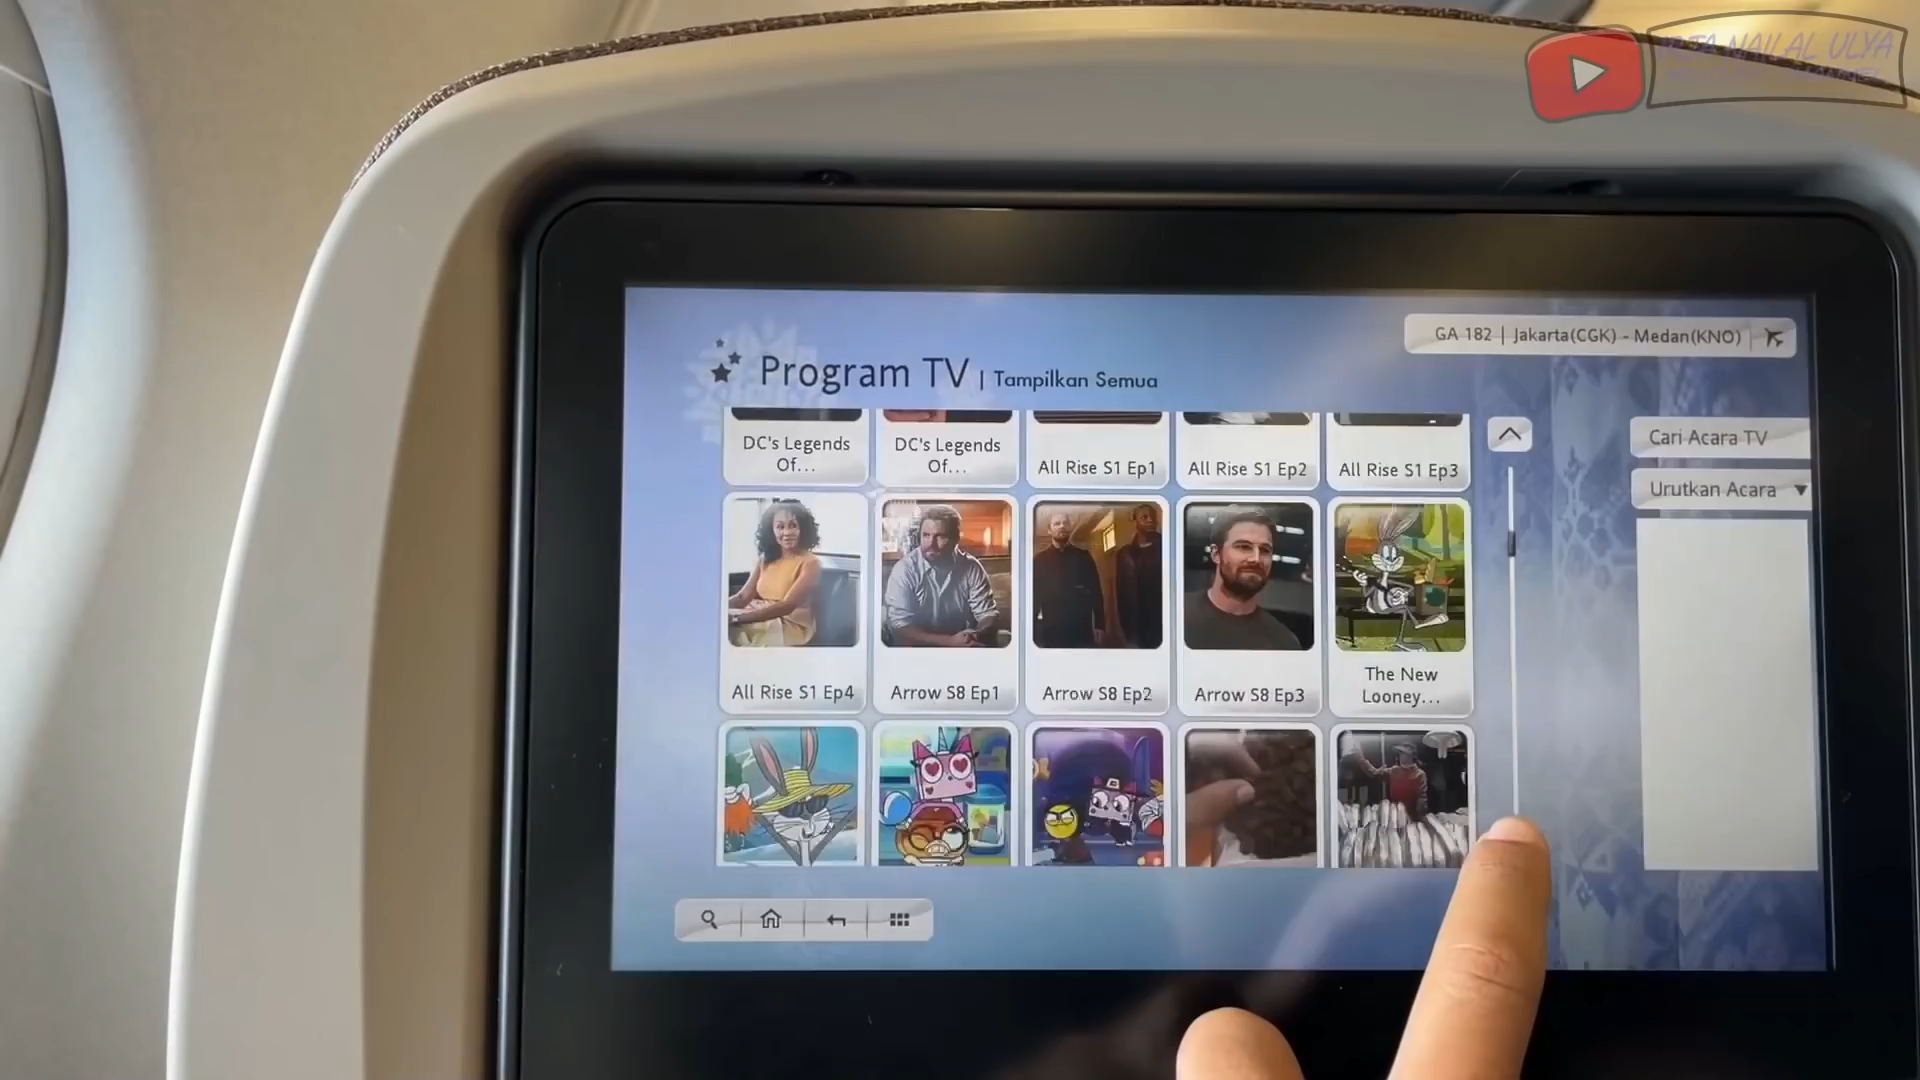 NAILAL ULYA
GA 182 | Jakarta(CGK) - Medan(KNO)
Program TV | Tampilkan Semua
Cari Acara TV
Urutkan Acara
DC's Legends
Of...
DC's Legends
Of...
All Rise S1 Ep1
All Rise S1 Ep2
All Rise S1 Ep3
All Rise S1 Ep4
Arrow S8 Ep1
Arrow S8 Ep2
Arrow S8 Ep3
The New
Looney...